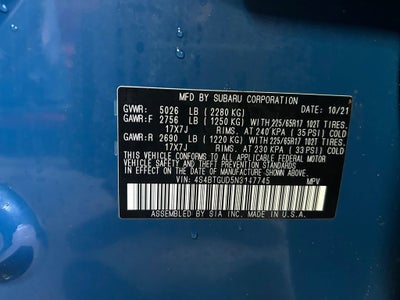 MFD BY SUBARU CORPORATION
DATE: 10/21
GVWR: 5026 LB (2280 KG)
GAWR:F 2756 LB (1250 KG) WITH 225/65R17 102T TIRES,
17X7J RIMS, AT 240 KPA (35 PSI) COLD
GAWR:R 2690 LB (1220 KG) WITH 225/65R17 102T TIRES,
17X7J RIMS, AT 230 KPA (33 PSI) COLD
THIS VEHICLE CONFORMS TO ALL APPLICABLE FEDERAL MOTOR
VEHICLE SAFETY, BUMPER, AND THEFT PREVENTION STANDARDS
IN EFFECT ON THE DATE OF MANUFACTURE SHOWN ABOVE.
VIN: 4S4BTGUD5N3147745 MPV
ASSEMBLED BY SIA INC. MADE IN U.S.A.